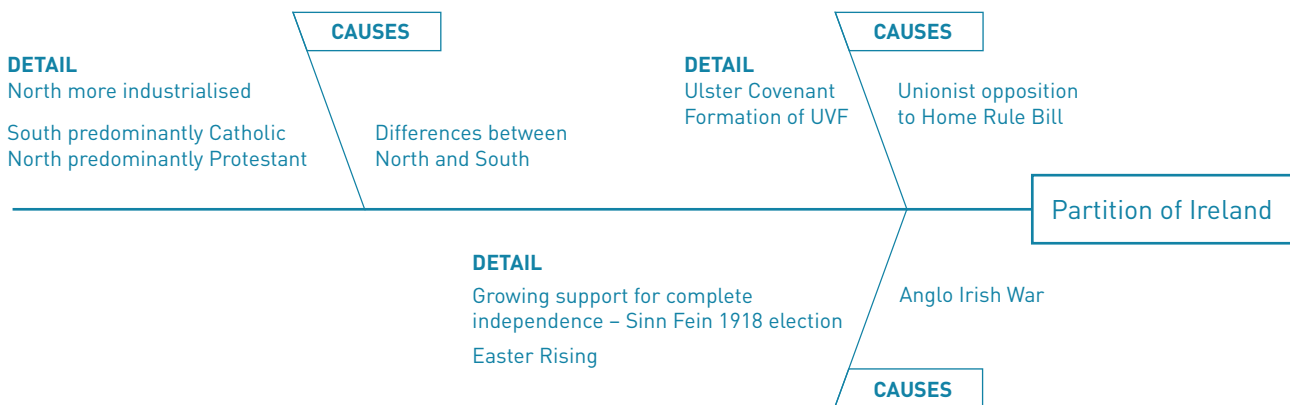 CAUSES
DETAIL
North more industrialised
South predominantly Catholic
North predominantly Protestant
Differences between
North and South
CAUSES
DETAIL
Ulster Covenant
Formation of UVF
Unionist opposition
to Home Rule Bill
Partition of Ireland
DETAIL
Growing support for complete
independence – Sinn Fein 1918 election
Easter Rising
Anglo Irish War
CAUSES